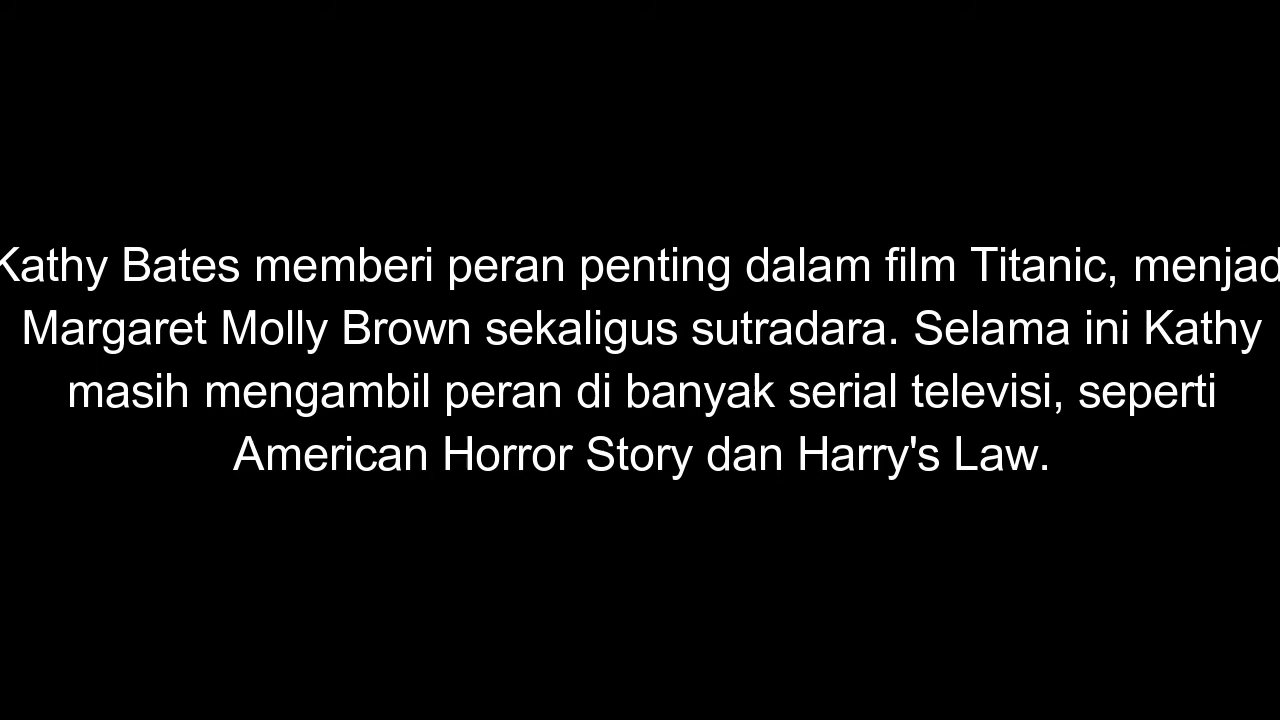 Kathy Bates memberi peran penting dalam film Titanic, menjad
Margaret Molly Brown sekaligus sutradara. Selama ini Kathy
masih mengambil peran di banyak serial televisi, seperti
American Horror Story dan Harry's Law.